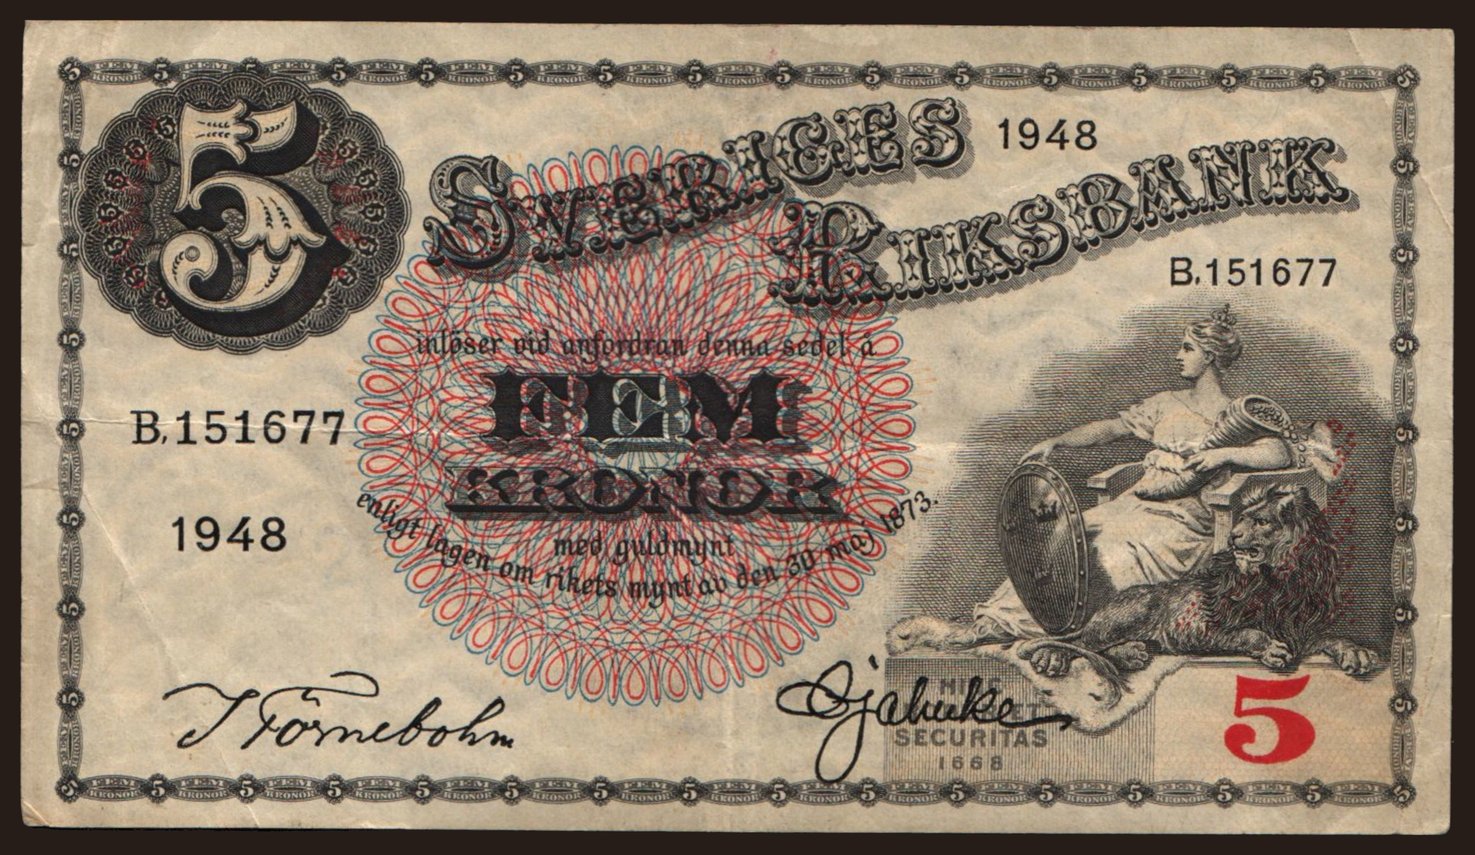 5
SVERIGES
1948
RIKSBANK
B.151677
inlöser vid anfordran denna sedel å
FEM
B.151677
KRONOR
1948
med guldmynt
enligt lagen om rikets mynt av den 30 maj 1873.
HINC
SECURITAS
1668
5